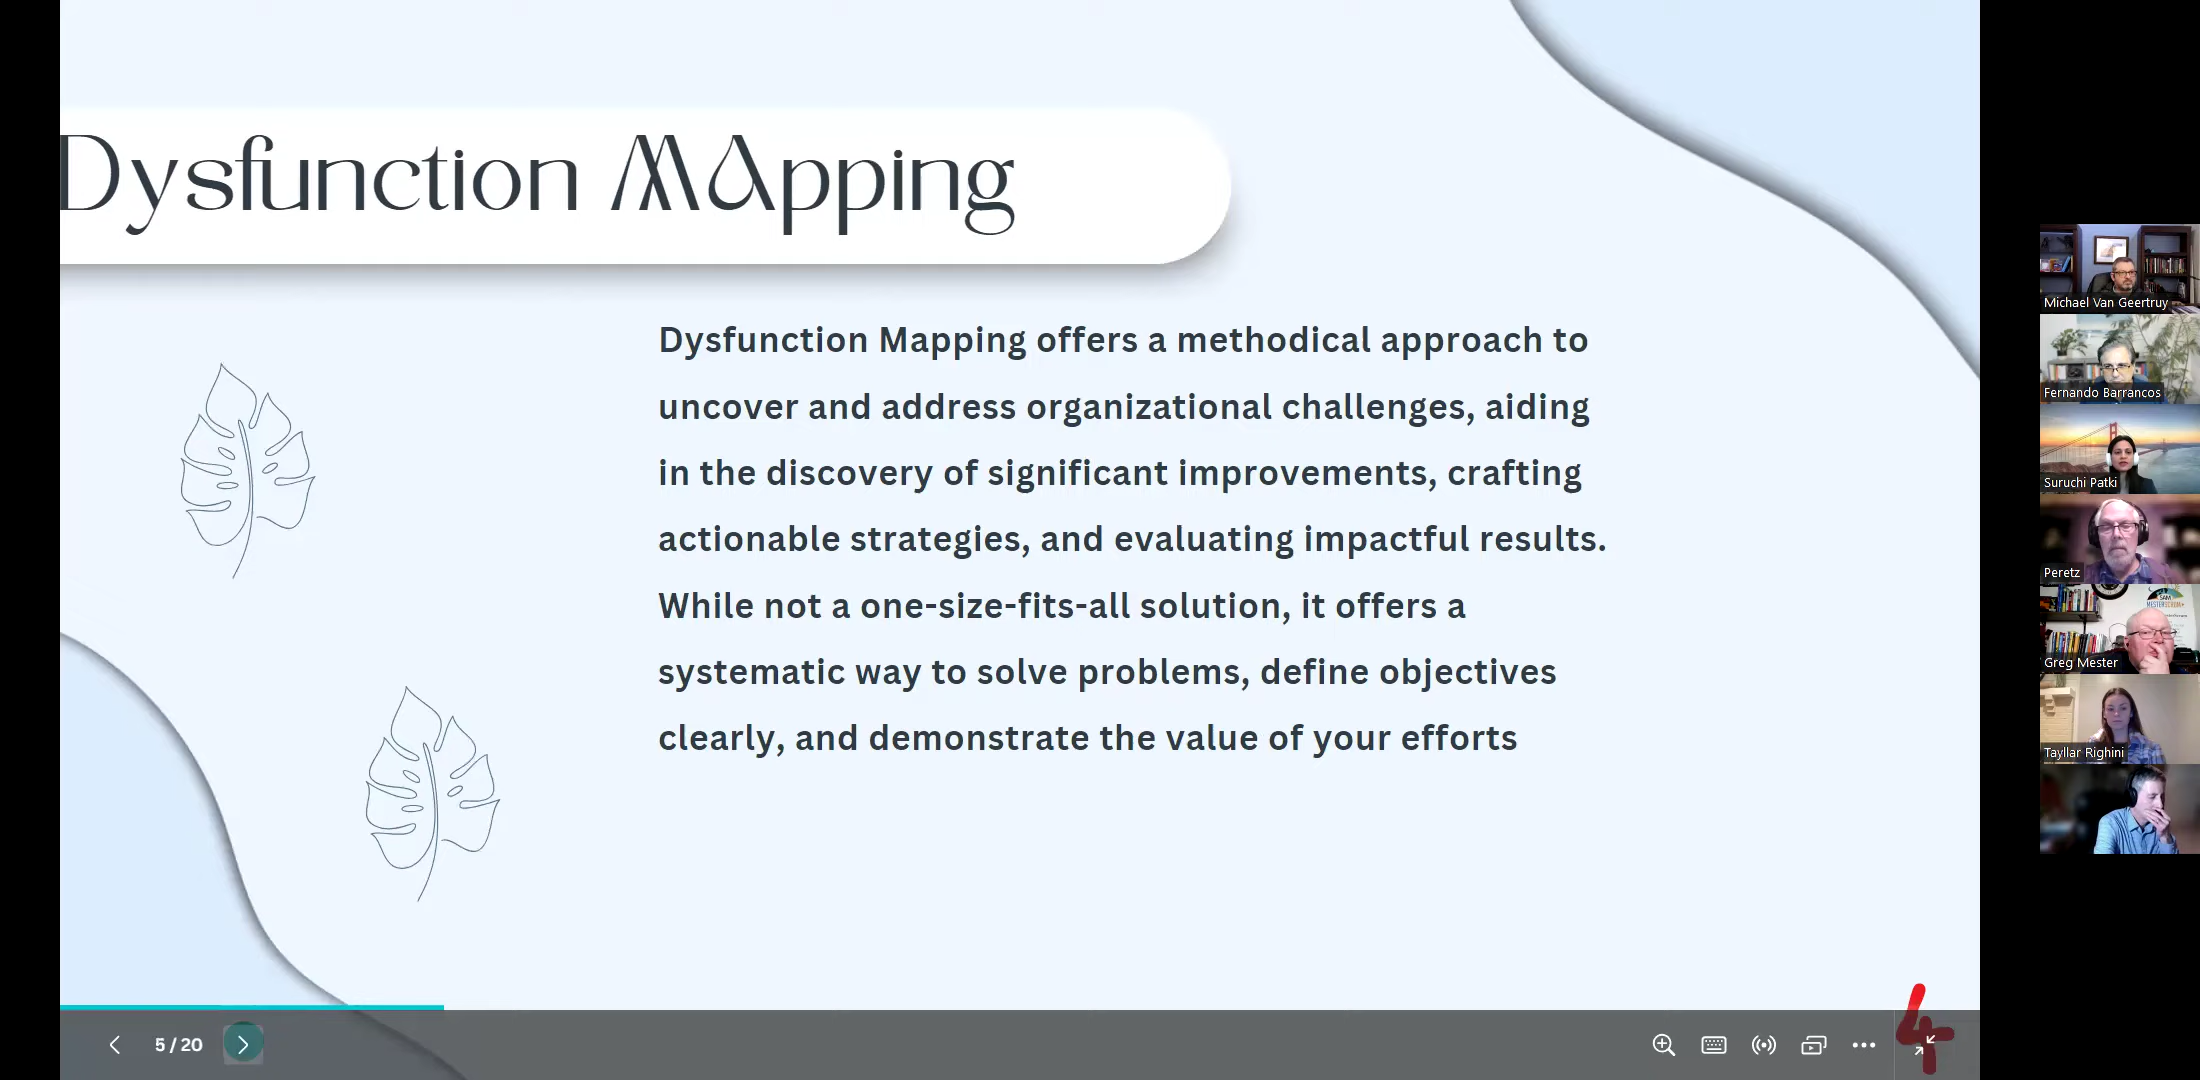 Dysfunction MApping
Dysfunction Mapping offers a methodical approach to
uncover and address organizational challenges, aiding
in the discovery of significant improvements, crafting
actionable strategies, and evaluating impactful results.
While not a one-size-fits-all solution, it offers a
systematic way to solve problems, define objectives
clearly, and demonstrate the value of your efforts
5 / 20
4
Michael Van Geertruy
Fernando Barrancos
Suruchi Patki
Peretz
SAM
Greg Mester
Tayllar Righini